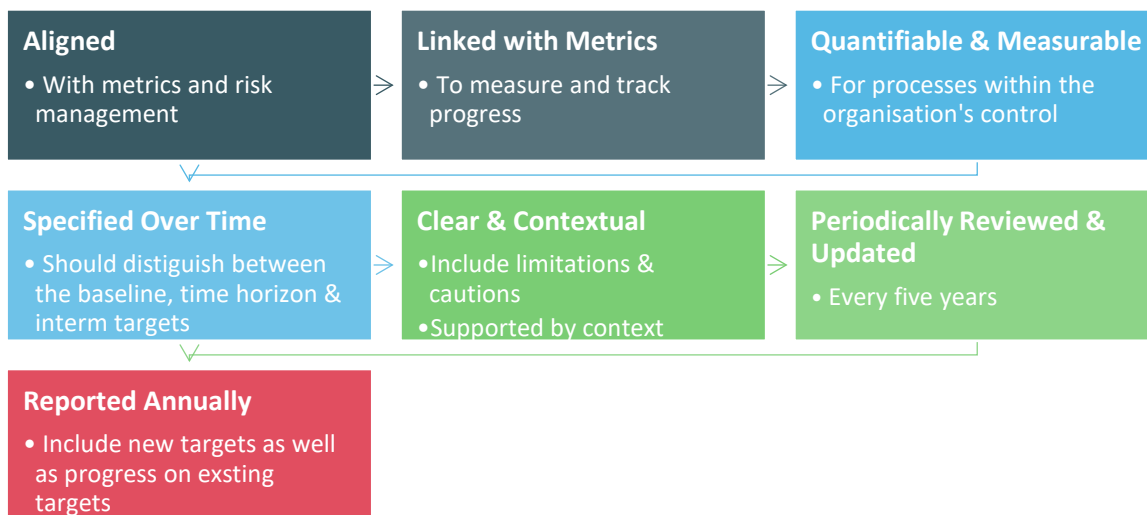 Aligned
• With metrics and risk
management
Linked with Metrics
• To measure and track
progress
Quantifiable & Measurable
• For processes within the
organisation's control
Specified Over Time
• Should distiguish between
the baseline, time horizon &
interm targets
Clear & Contextual
•Include limitations &
cautions
•Supported by context
Periodically Reviewed &
Updated
• Every five years
Reported Annually
• Include new targets as well
as progress on exsting
targets